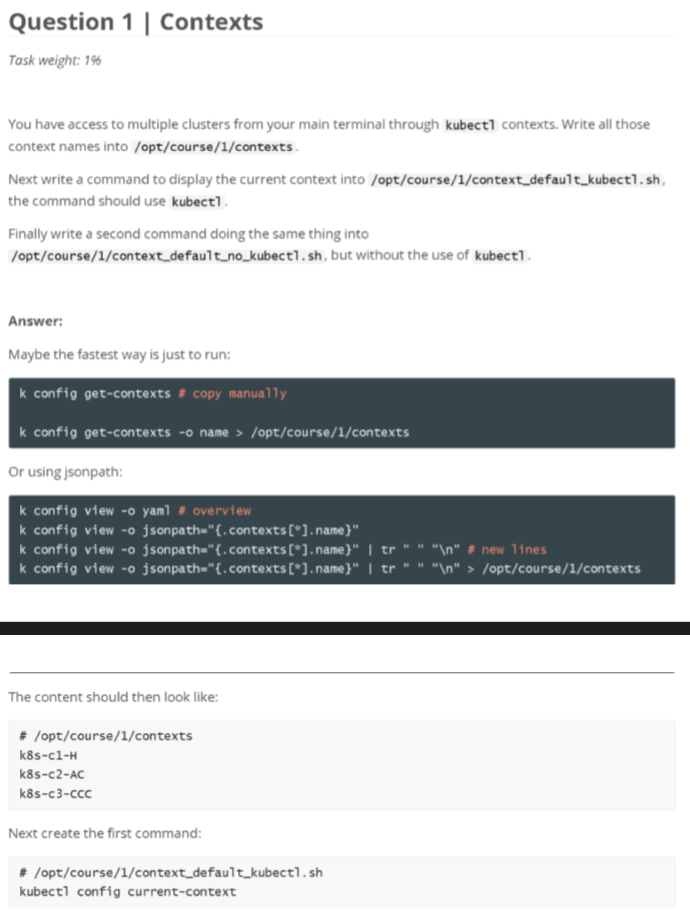 Question 1 | Contexts
Task weight: 1%
You have access to multiple clusters from your main terminal through kubectl contexts. Write all those
context names into /opt/course/1/contexts.
Next write a command to display the current context into /opt/course/1/context_default_kubectl.sh,
the command should use kubectl.
Finally write a second command doing the same thing into
/opt/course/1/context_default_no_kubectl.sh, but without the use of kubectl.
Answer:
Maybe the fastest way is just to run:
k config get-contexts # copy manually
k config get-contexts -o name > /opt/course/1/contexts
Or using jsonpath:
k config view -o yaml # overview
k config view -o jsonpath="{.contexts[*].name}"
k config view -o jsonpath="{.contexts[*].name}" | tr " " "\n" # new lines
k config view -o jsonpath="{.contexts[*].name}" | tr " " "\n" > /opt/course/1/contexts
The content should then look like:
# /opt/course/1/contexts
k8s-c1-H
k8s-c2-AC
k8s-c3-CCC
Next create the first command:
# /opt/course/1/context_default_kubectl.sh
kubectl config current-context